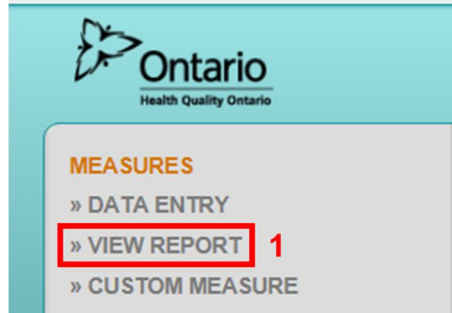 Ontario
Health Quality Ontario
MEASURES
» DATA ENTRY
» VIEW REPORT 1
» CUSTOM MEASURE